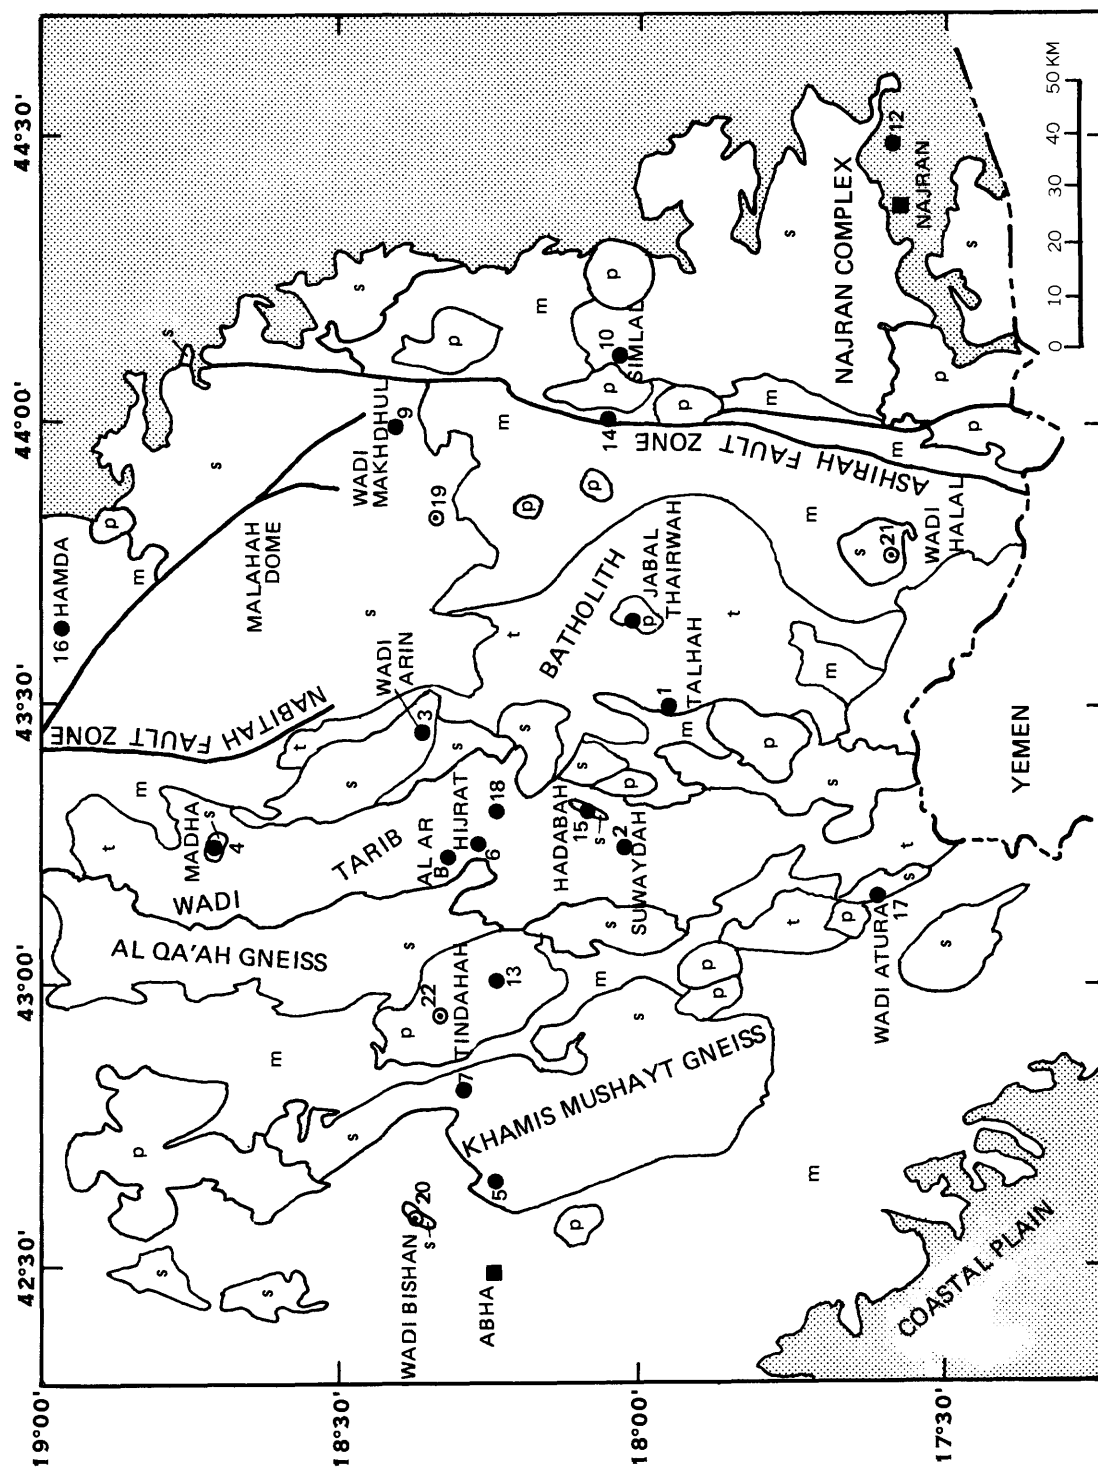 19°00'
18°30'
18°00'
17°30'
42°30'
43°00'
43°30'
44°00'
44°30'
16 HAMDA
p
m
s
s
MALAHAH
DOME
WADI
MAKHDHUL
9
19
s
s
m
p
p
10
SIMLAL
p
14
p
m
m
p
p
ASHIRAH FAULT ZONE
NABITAH FAULT ZONE
WADI
ARIN
3
t
s
s
s
t
BATHOLITH
p
JABAL
THAIRWAH
t
m
s
21
WADI
HALAL
m
m
p
p
s
NAJRAN COMPLEX
12
NAJRAN
s
0 10 20 30 40 50 KM
1
TALHAH
m
p
s
s
p
m
t
MADHA
s
4
WADI
TARIB
AL AR
8
HIJRAT
6
18
HADABAH
15
s
2
SUWAYDAH
s
t
p
t
s
17
WADI ATURA
s
YEMEN
AL QA'AH GNEISS
s
22
TINDAHAH
p
13
m
s
p
p
m
7
KHAMIS MUSHAYT GNEISS
5
p
s
s
s
p
m
WADI BISHAN
20
s
ABHA
COASTAL PLAIN